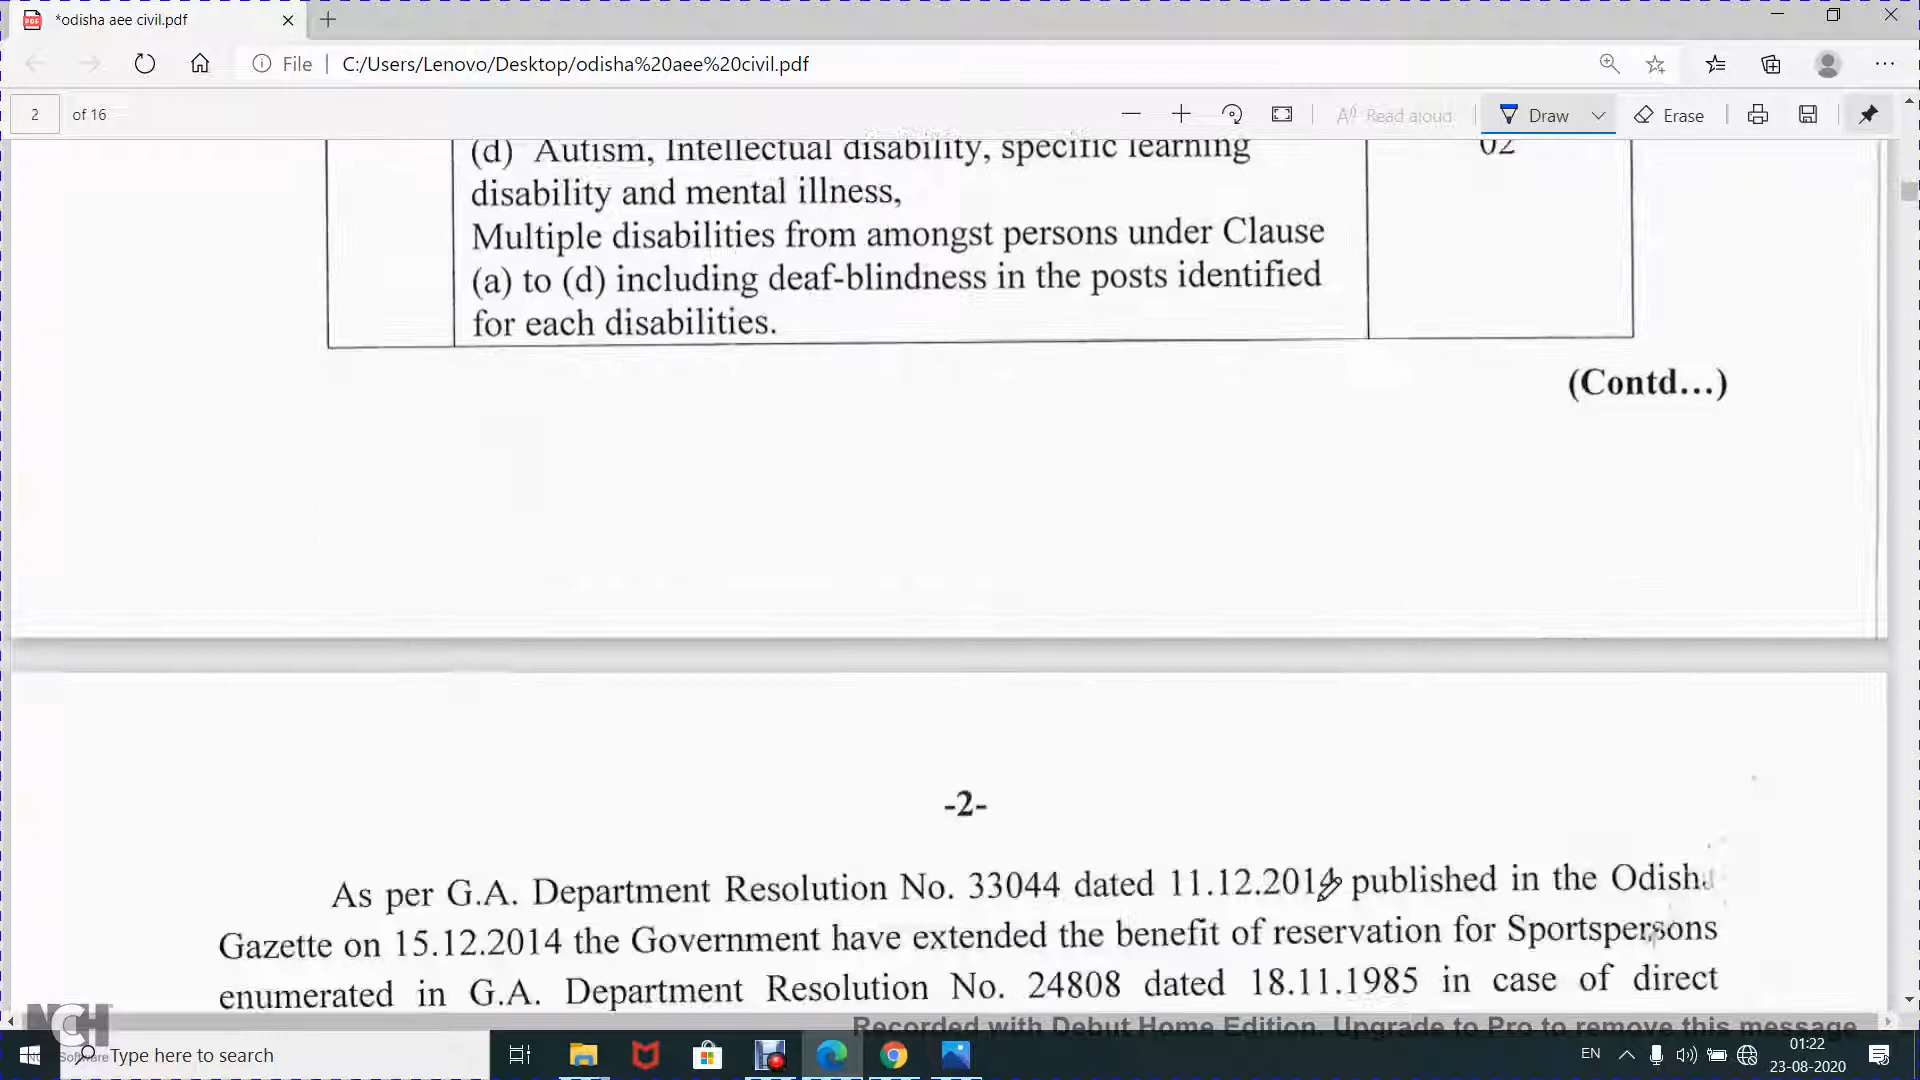 *odisha aee civil.pdf
File
C:/Users/Lenovo/Desktop/odisha%20aee%20civil.pdf
2 of 16
Read aloud
Draw
Erase
(d) Autism, Intellectual disability, specific learning
02
disability and mental illness,
Multiple disabilities from amongst persons under Clause
(a) to (d) including deaf-blindness in the posts identified
for each disabilities.
(Contd...)
-2-
As per G.A. Department Resolution No. 33044 dated 11.12.2014 published in the Odisha
Gazette on 15.12.2014 the Government have extended the benefit of reservation for Sportspersons
enumerated in G.A. Department Resolution No. 24808 dated 18.11.1985 in case of direct
NCH
Software
Recorded with Debut Home Edition. Upgrade to Pro to remove this message
Type here to search
EN
01:22
23-08-2020